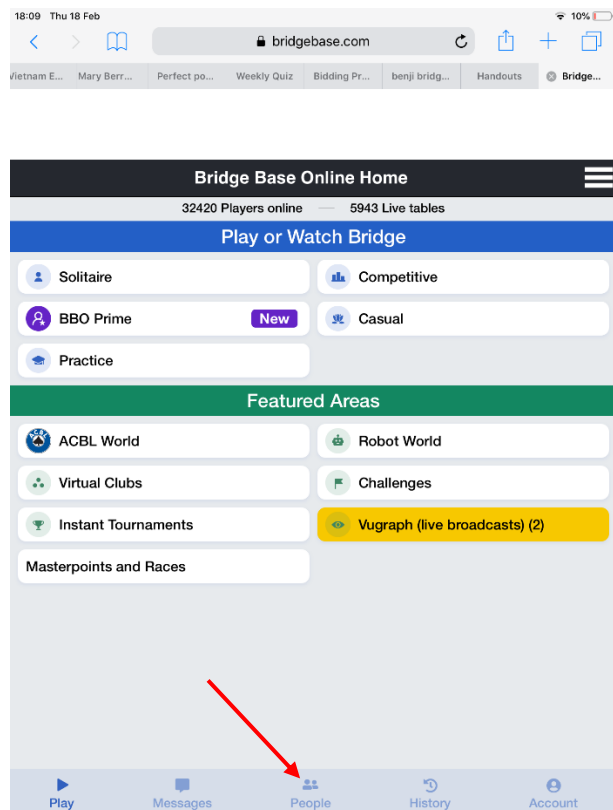 18:09 Thu 18 Feb 10%
bridgebase.com
Vietnam E... Mary Berr... Perfect po... Weekly Quiz Bidding Pr... benji bridg... Handouts Bridge...
Bridge Base Online Home
32420 Players online — 5943 Live tables
Play or Watch Bridge
Solitaire Competitive
BBO Prime New Casual
Practice
Featured Areas
ACBL World Robot World
Virtual Clubs Challenges
Instant Tournaments Vugraph (live broadcasts) (2)
Masterpoints and Races
Play Messages People History Account